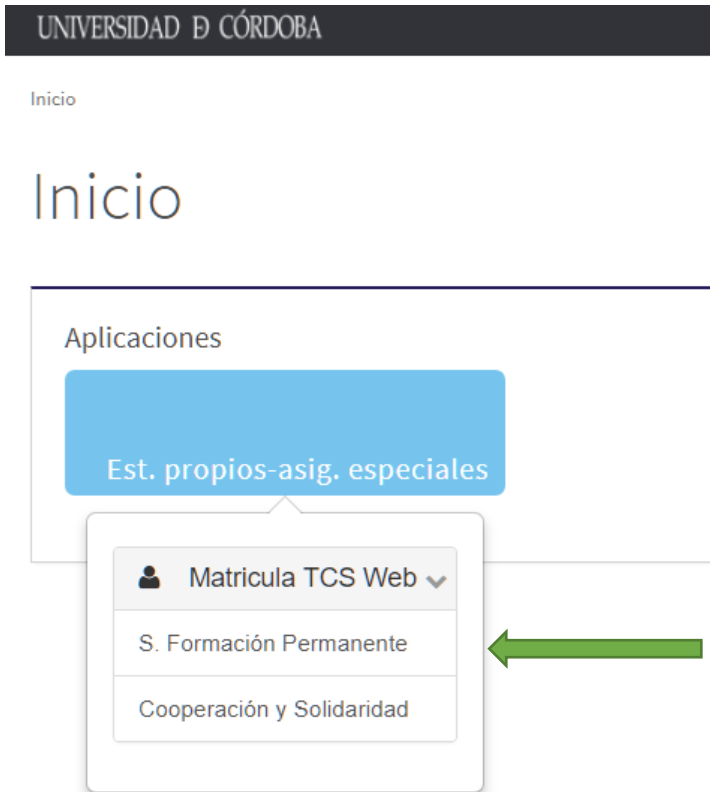 UNIVERSIDAD Ð CÓRDOBA
Inicio
Inicio
Aplicaciones
Est. propios-asig. especiales
Matricula TCS Web
S. Formación Permanente
Cooperación y Solidaridad